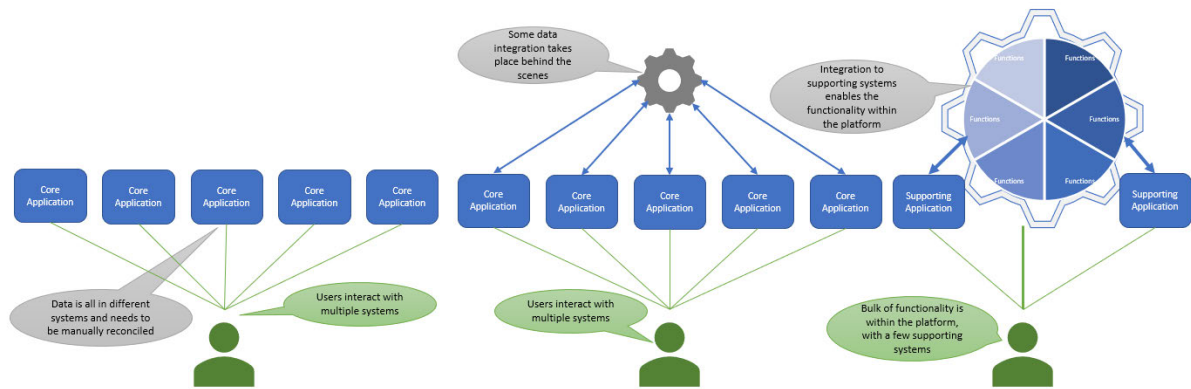 Some data
integration takes
place behind the
scenes
Integration to
supporting systems
enables the
functionality within
the platform
Functions
Functions
Functions
Functions
Functions
Functions
Core
Application
Core
Application
Core
Application
Core
Application
Core
Application
Core
Application
Core
Application
Core
Application
Core
Application
Core
Application
Supporting
Application
Supporting
Application
Data is all in different
systems and needs to
be manually reconciled
Users interact with
multiple systems
Users interact with
multiple systems
Bulk of functionality is
within the platform,
with a few supporting
systems